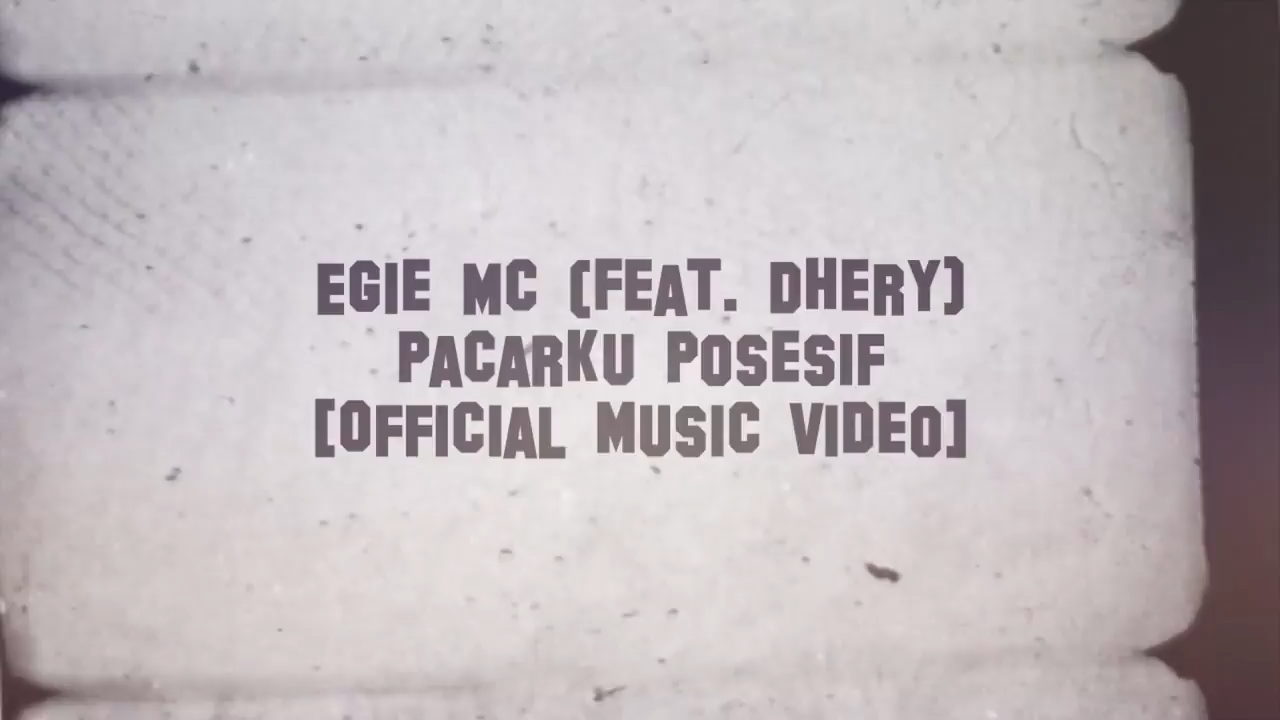 EGIE MC (FEAT. DHERY)
PACARKU POSESIF
[OFFICIAL MUSIC VIDEO]